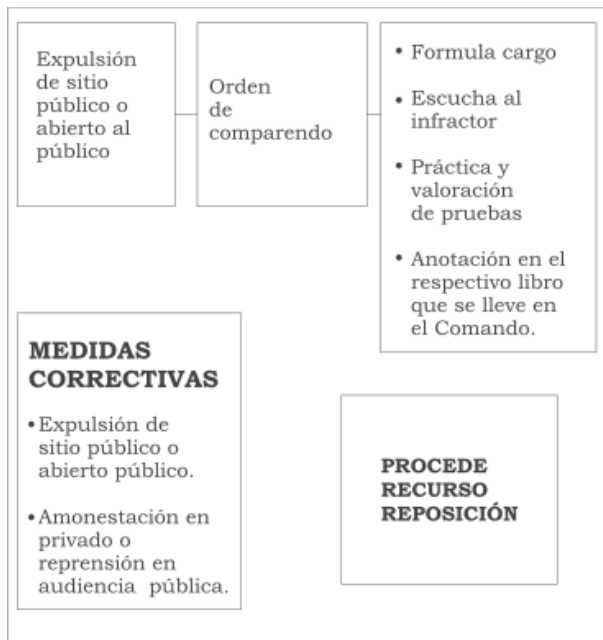 Expulsión
de sitio
público o
abierto al
público
Orden
de
comparendo
• Formula cargo
• Escucha al
infractor
• Práctica y
valoración
de pruebas
• Anotación en el
respectivo libro
que se lleve en
el Comando.
MEDIDAS
CORRECTIVAS
• Expulsión de
sitio público o
abierto público.
• Amonestación en
privado o
reprensión en
audiencia pública.
PROCEDE
RECURSO
REPOSICIÓN